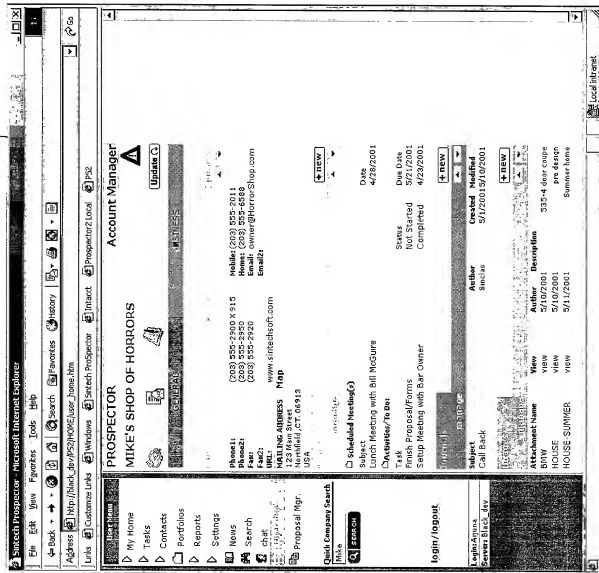 Sintech Prospector - Microsoft Internet Explorer
File Edit View Favorites Tools Help
Back Search Favorites History
Address http://black_dev/PS2/HOME/user_home.htm Go
Links Customize Links Windows Sintech ProSpector Intacct Prospector2 Local PS2
User Menu
My Home
Tasks
Contacts
Portfolios
Reports
Settings
News
Search
chat
Proposal Mgr.
Quick Company Search
Mike
SEARCH
login/logout
Login: Aguna
Server: Black_dev
PROSPECTOR Account Manager
MIKE'S SHOP OF HORRORS
Update
GENERAL BUSINESS
Phone1: (203) 555-2900 X 915 Mobile: (203) 555-2011
Phone2: (203) 555-2950 Home: (203) 555-6588
Fax: (203) 555-2920 Email: owner@HorrorShop.com
Fax2: Email2:
URL: www.sintechsoft.com
MAILING ADDRESS Map
123 Main Street
Northfield, CT. 06913
USA
+new
Scheduled Meeting(s)
Subject Date
Lunch Meeting with Bill McGuire 4/28/2001
Activities/To Do:
Task Status Due Date
Finish Proposal/Forms Not Started 5/21/2001
Setup Meeting with Bar Owner Completed 4/23/2001
journal manage +new
Subject Author Created Modified
Call Back Sinclas 5/1/2001 5/10/2001
+new
Attachment Name View Author Description
BMW view 5/10/2001 535-4 door coupe
HOUSE view 5/10/2001 pre design
HOUSE-SUMMER view 5/11/2001 Summer home
Local intranet